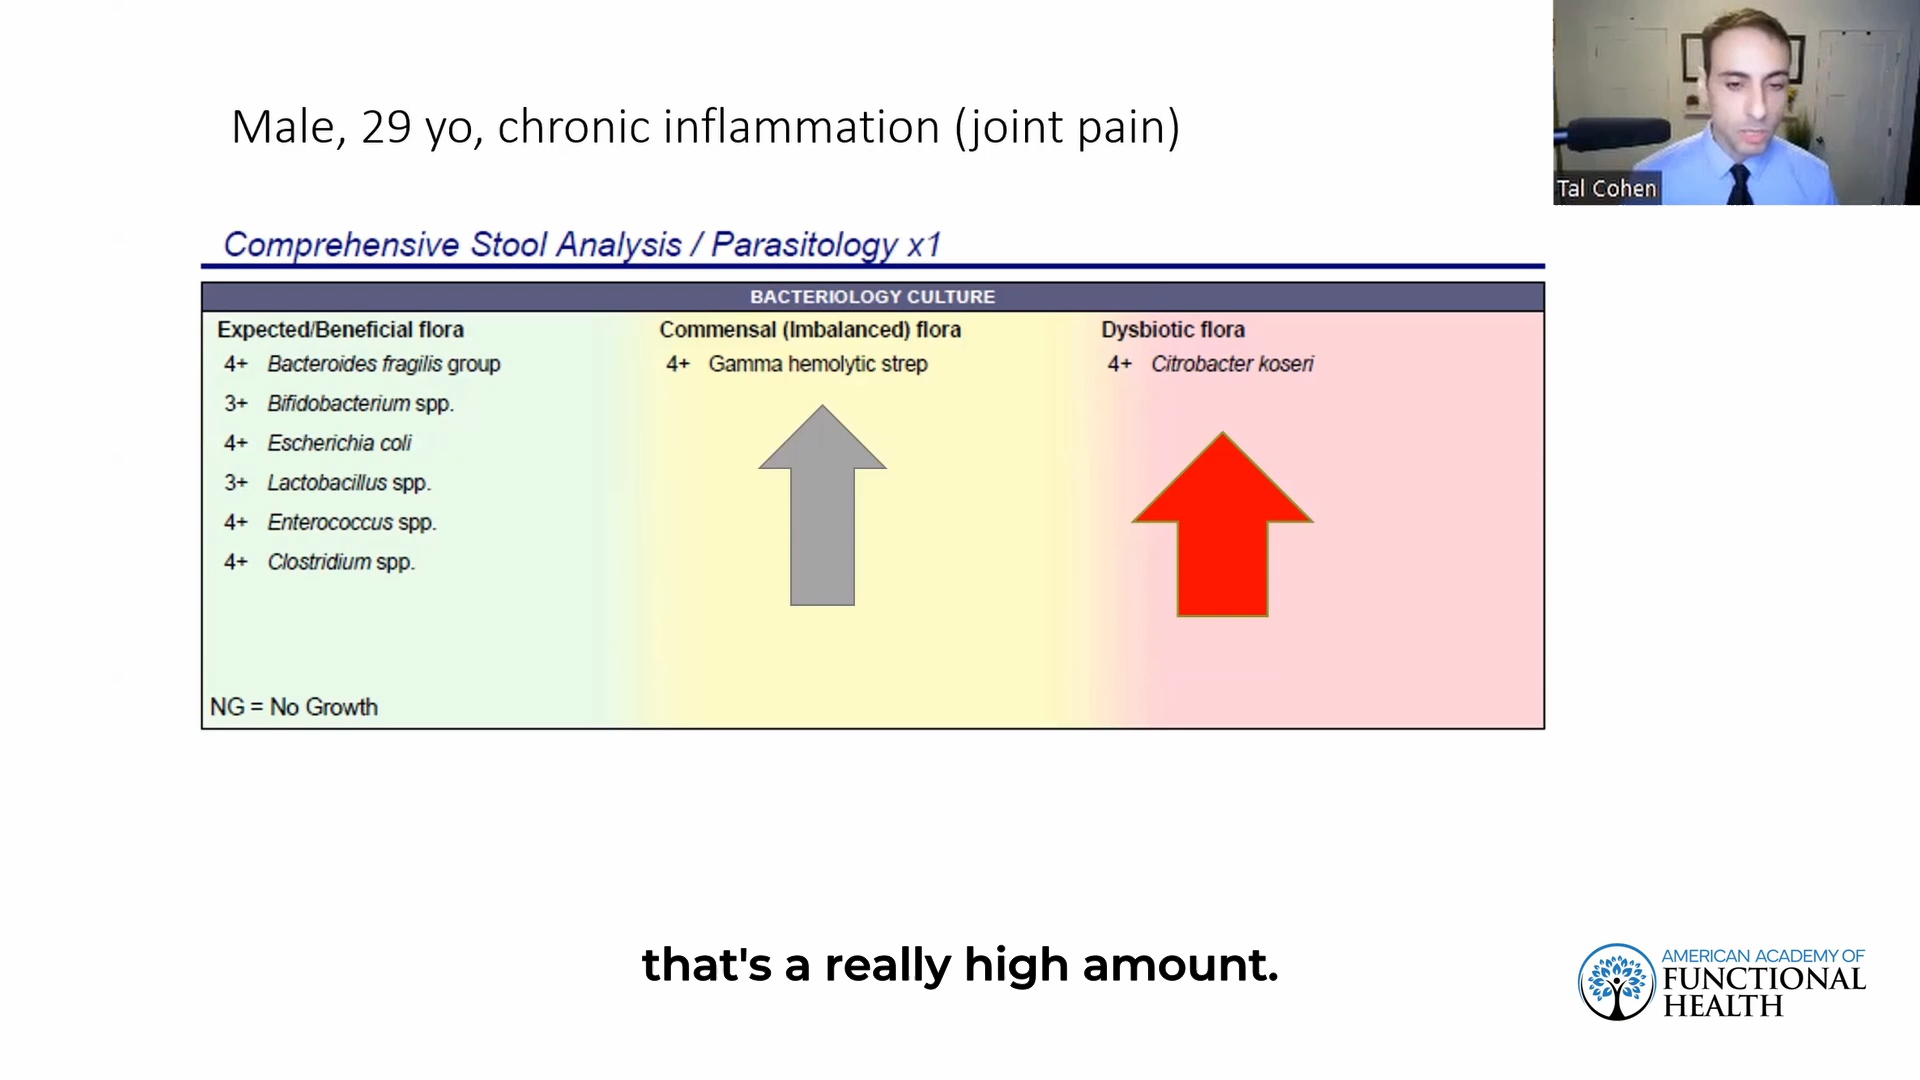 Male, 29 yo, chronic inflammation (joint pain)
Tal Cohen
Comprehensive Stool Analysis / Parasitology x1
BACTERIOLOGY CULTURE
Expected/Beneficial flora
4+ Bacteroides fragilis group
3+ Bifidobacterium spp.
4+ Escherichia coli
3+ Lactobacillus spp.
4+ Enterococcus spp.
4+ Clostridium spp.
NG = No Growth
Commensal (Imbalanced) flora
4+ Gamma hemolytic strep
Dysbiotic flora
4+ Citrobacter koseri
that's a really high amount.
AMERICAN ACADEMY OF
FUNCTIONAL
HEALTH